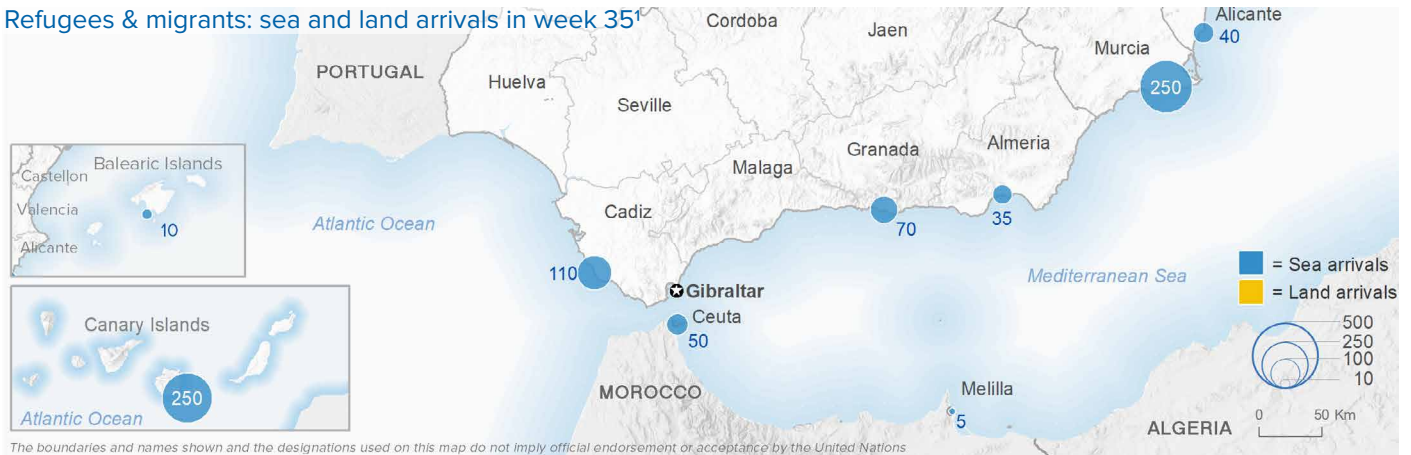 Refugees & migrants: sea and land arrivals in week 35¹
Cordoba
Jaen
Alicante
40
Murcia
250
PORTUGAL
Huelva
Seville
Almeria
Granada
Malaga
35
70
Cadiz
110
Atlantic Ocean
Mediterranean Sea
Gibraltar
Ceuta
50
MOROCCO
Melilla
5
ALGERIA
Balearic Islands
Castellon
Valencia
10
Alicante
Canary Islands
250
Atlantic Ocean
= Sea arrivals
= Land arrivals
500
250
100
10
0 50 Km
The boundaries and names shown and the designations used on this map do not imply official endorsement or acceptance by the United Nations